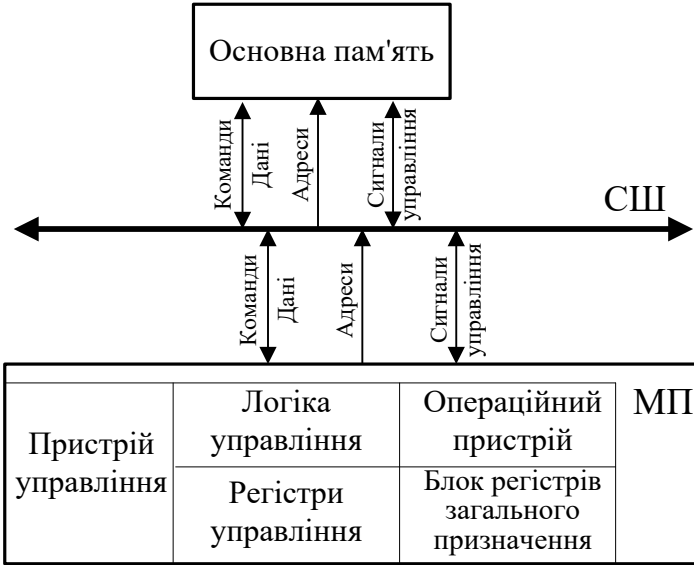 Основна пам'ять
Команди
Дані
Адреси
Сигнали
управління
СШ
Команди
Дані
Адреси
Сигнали
управління
МП
Пристрій
управління
Логіка
управління
Операційний
пристрій
Регістри
управління
Блок регістрів
загального
призначення